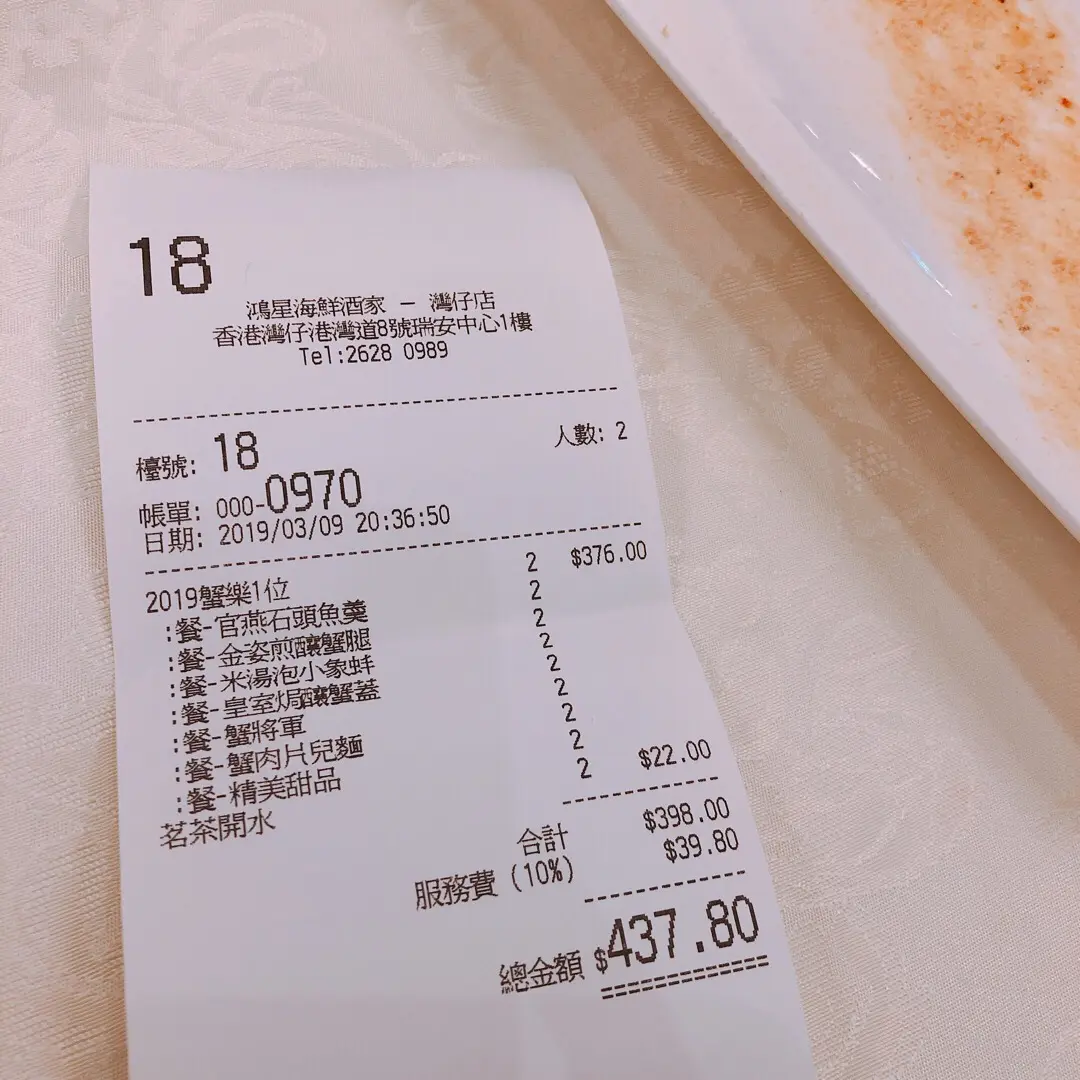 18
鴻星海鮮酒家 - 灣仔店
香港灣仔港灣道8號瑞安中心1樓
Tel:2628 0989
檯號: 18 人數: 2
帳單: 000-0970
日期: 2019/03/09 20:36:50
2019蟹樂1位 2 $376.00
:餐-官燕石頭魚羹 2
:餐-金姿煎釀蟹腿 2
:餐-米湯泡小象蚌 2
:餐-皇室焗釀蟹蓋 2
:餐-蟹將軍 2
:餐-蟹肉片兒麵 2
:餐-精美甜品 2
茗茶開水 2 $22.00
合計 $398.00
服務費 (10%) $39.80
總金額 $437.80